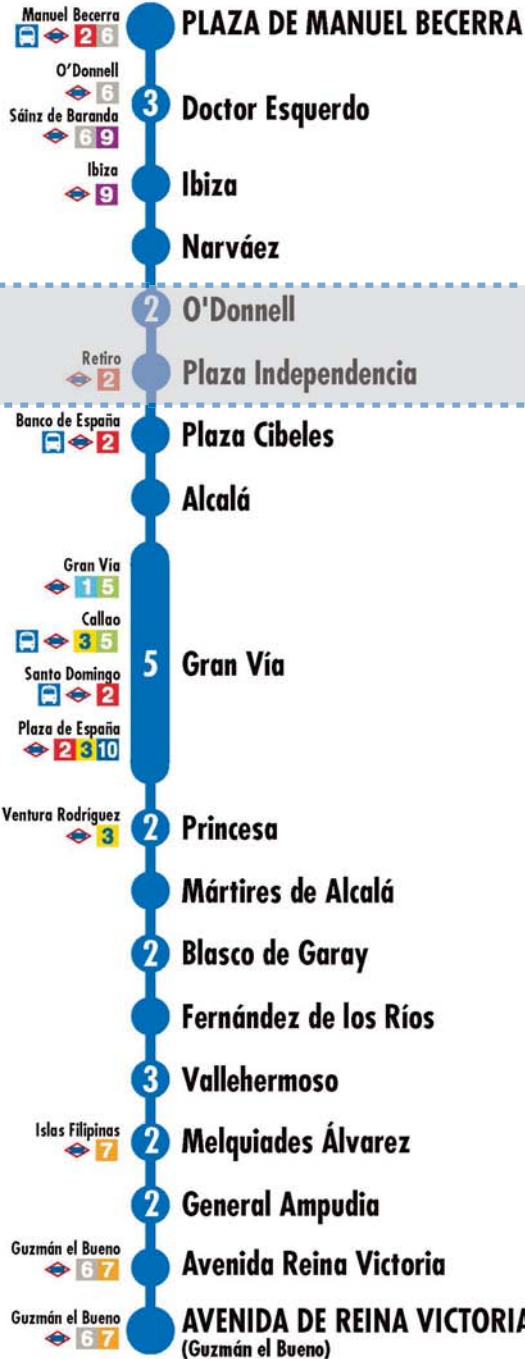 Manuel Becerra
2 6
PLAZA DE MANUEL BECERRA
O'Donnell
6
Sáinz de Baranda
6 9
3
Doctor Esquerdo
Ibiza
9
Ibiza
Narváez
2
O'Donnell
Retiro
2
Plaza Independencia
Banco de España
2
Plaza Cibeles
Alcalá
Gran Vía
1 5
Callao
3 5
Santo Domingo
2
Plaza de España
2 3 10
5
Gran Vía
Ventura Rodríguez
3
2
Princesa
Mártires de Alcalá
2
Blasco de Garay
Fernández de los Ríos
3
Vallehermoso
Islas Filipinas
7
2
Melquiades Álvarez
2
General Ampudia
Guzmán el Bueno
6 7
Avenida Reina Victoria
Guzmán el Bueno
6 7
AVENIDA DE REINA VICTORIA
(Guzmán el Bueno)